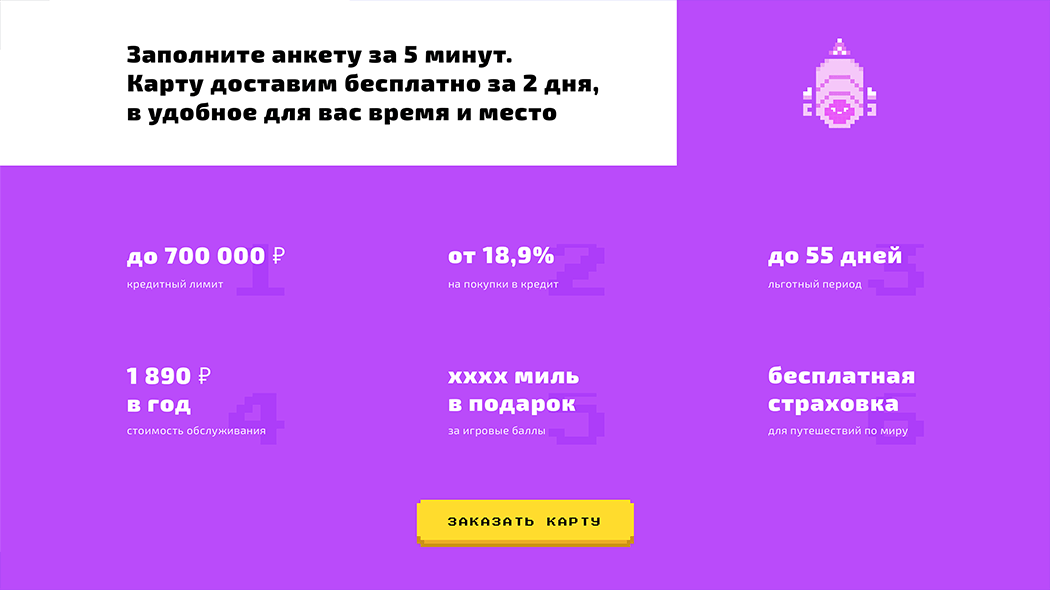 Заполните анкету за 5 минут.
Карту доставим бесплатно за 2 дня,
в удобное для вас время и место
до 700 000 ₽
1
кредитный лимит
от 18,9%
2
на покупки в кредит
до 55 дней
3
льготный период
1 890 ₽
в год
4
стоимость обслуживания
xxxx миль
в подарок
5
за игровые баллы
бесплатная
страховка
5
для путешествий по миру
ЗАКАЗАТЬ КАРТУ